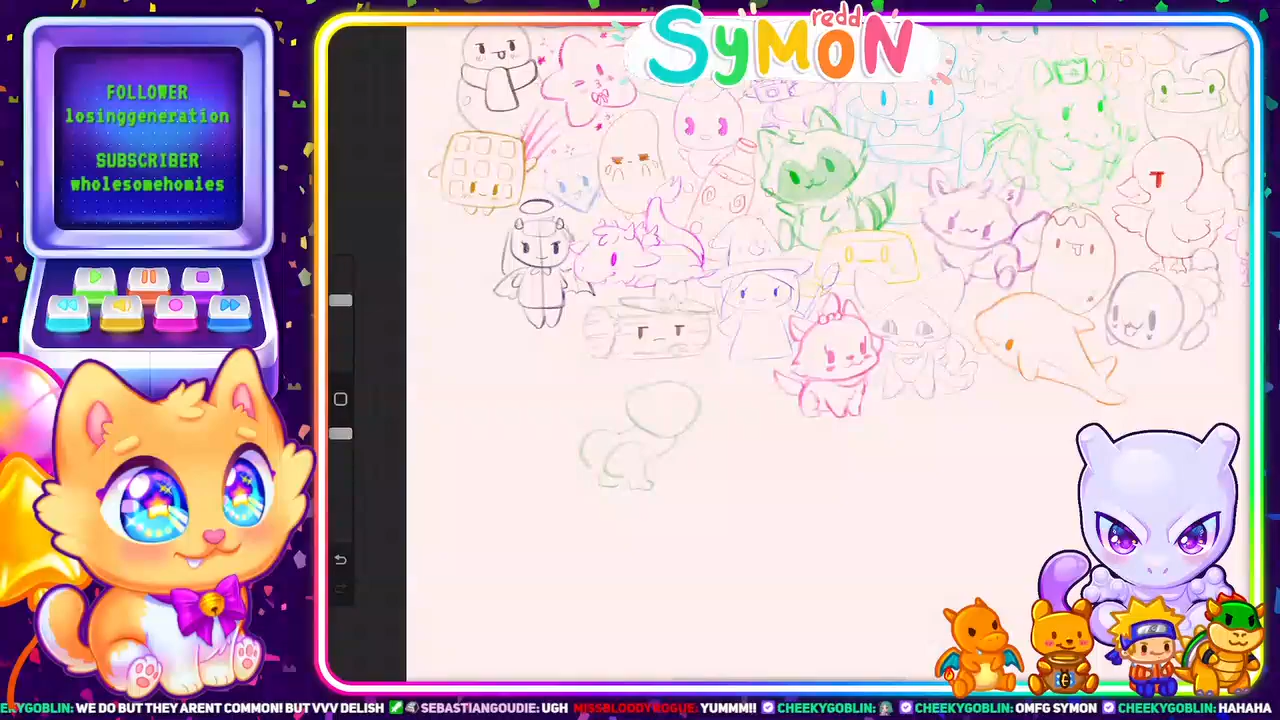 redd
SyMON
FOLLOWER
losinggeneration
SUBSCRIBER
wholesomehomies
EKYGOBLIN: WE DO BUT THEY ARENT COMMON! BUT VVV DELISH SEBASTIANGOUDIE: UGH MISSBLOODYROGUE: YUMMM!! CHEEKYGOBLIN: CHEEKYGOBLIN: OMFG SYMON CHEEKYGOBLIN: HAHAHA